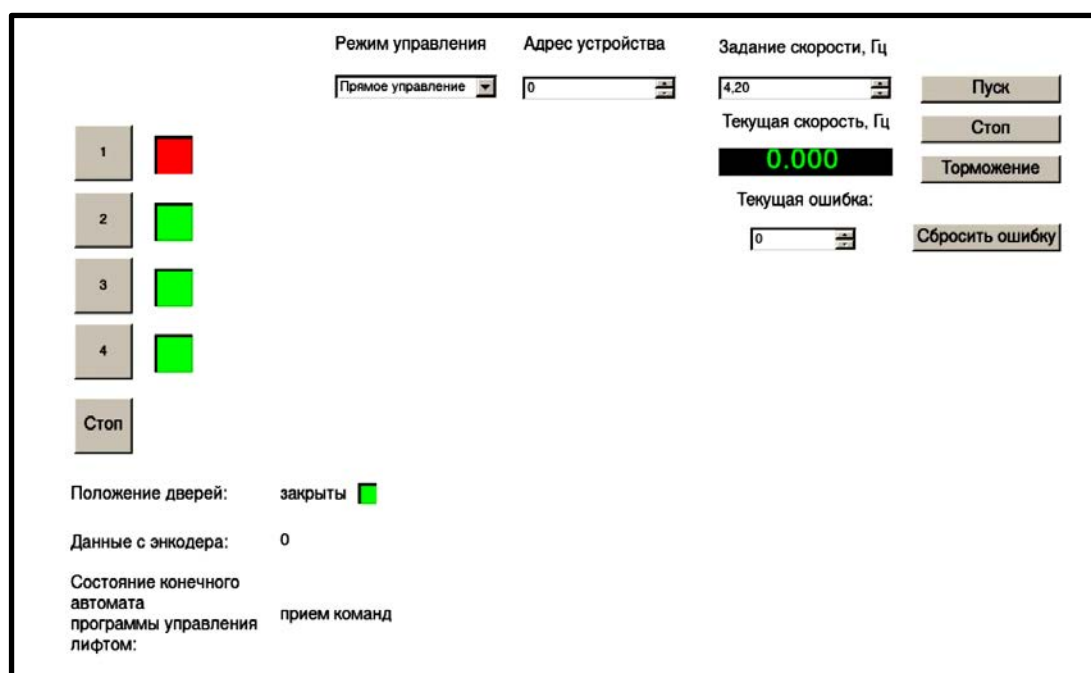 Режим управления
Адрес устройства
Задание скорости, Гц
Прямое управление
0
4,20
Пуск
Текущая скорость, Гц
Стоп
0.000
Торможение
1
Текущая ошибка:
2
0
Сбросить ошибку
3
4
Стоп
Положение дверей:
закрыты
Данные с энкодера:
0
Состояние конечного
автомата
программы управления
лифтом:
прием команд